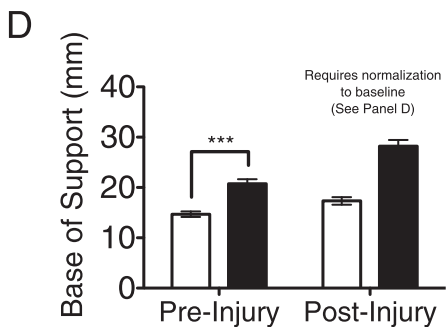 D
Base of Support (mm)
40
30
20
10
0
***
Requires normalization
to baseline
(See Panel D)
Pre-Injury
Post-Injury